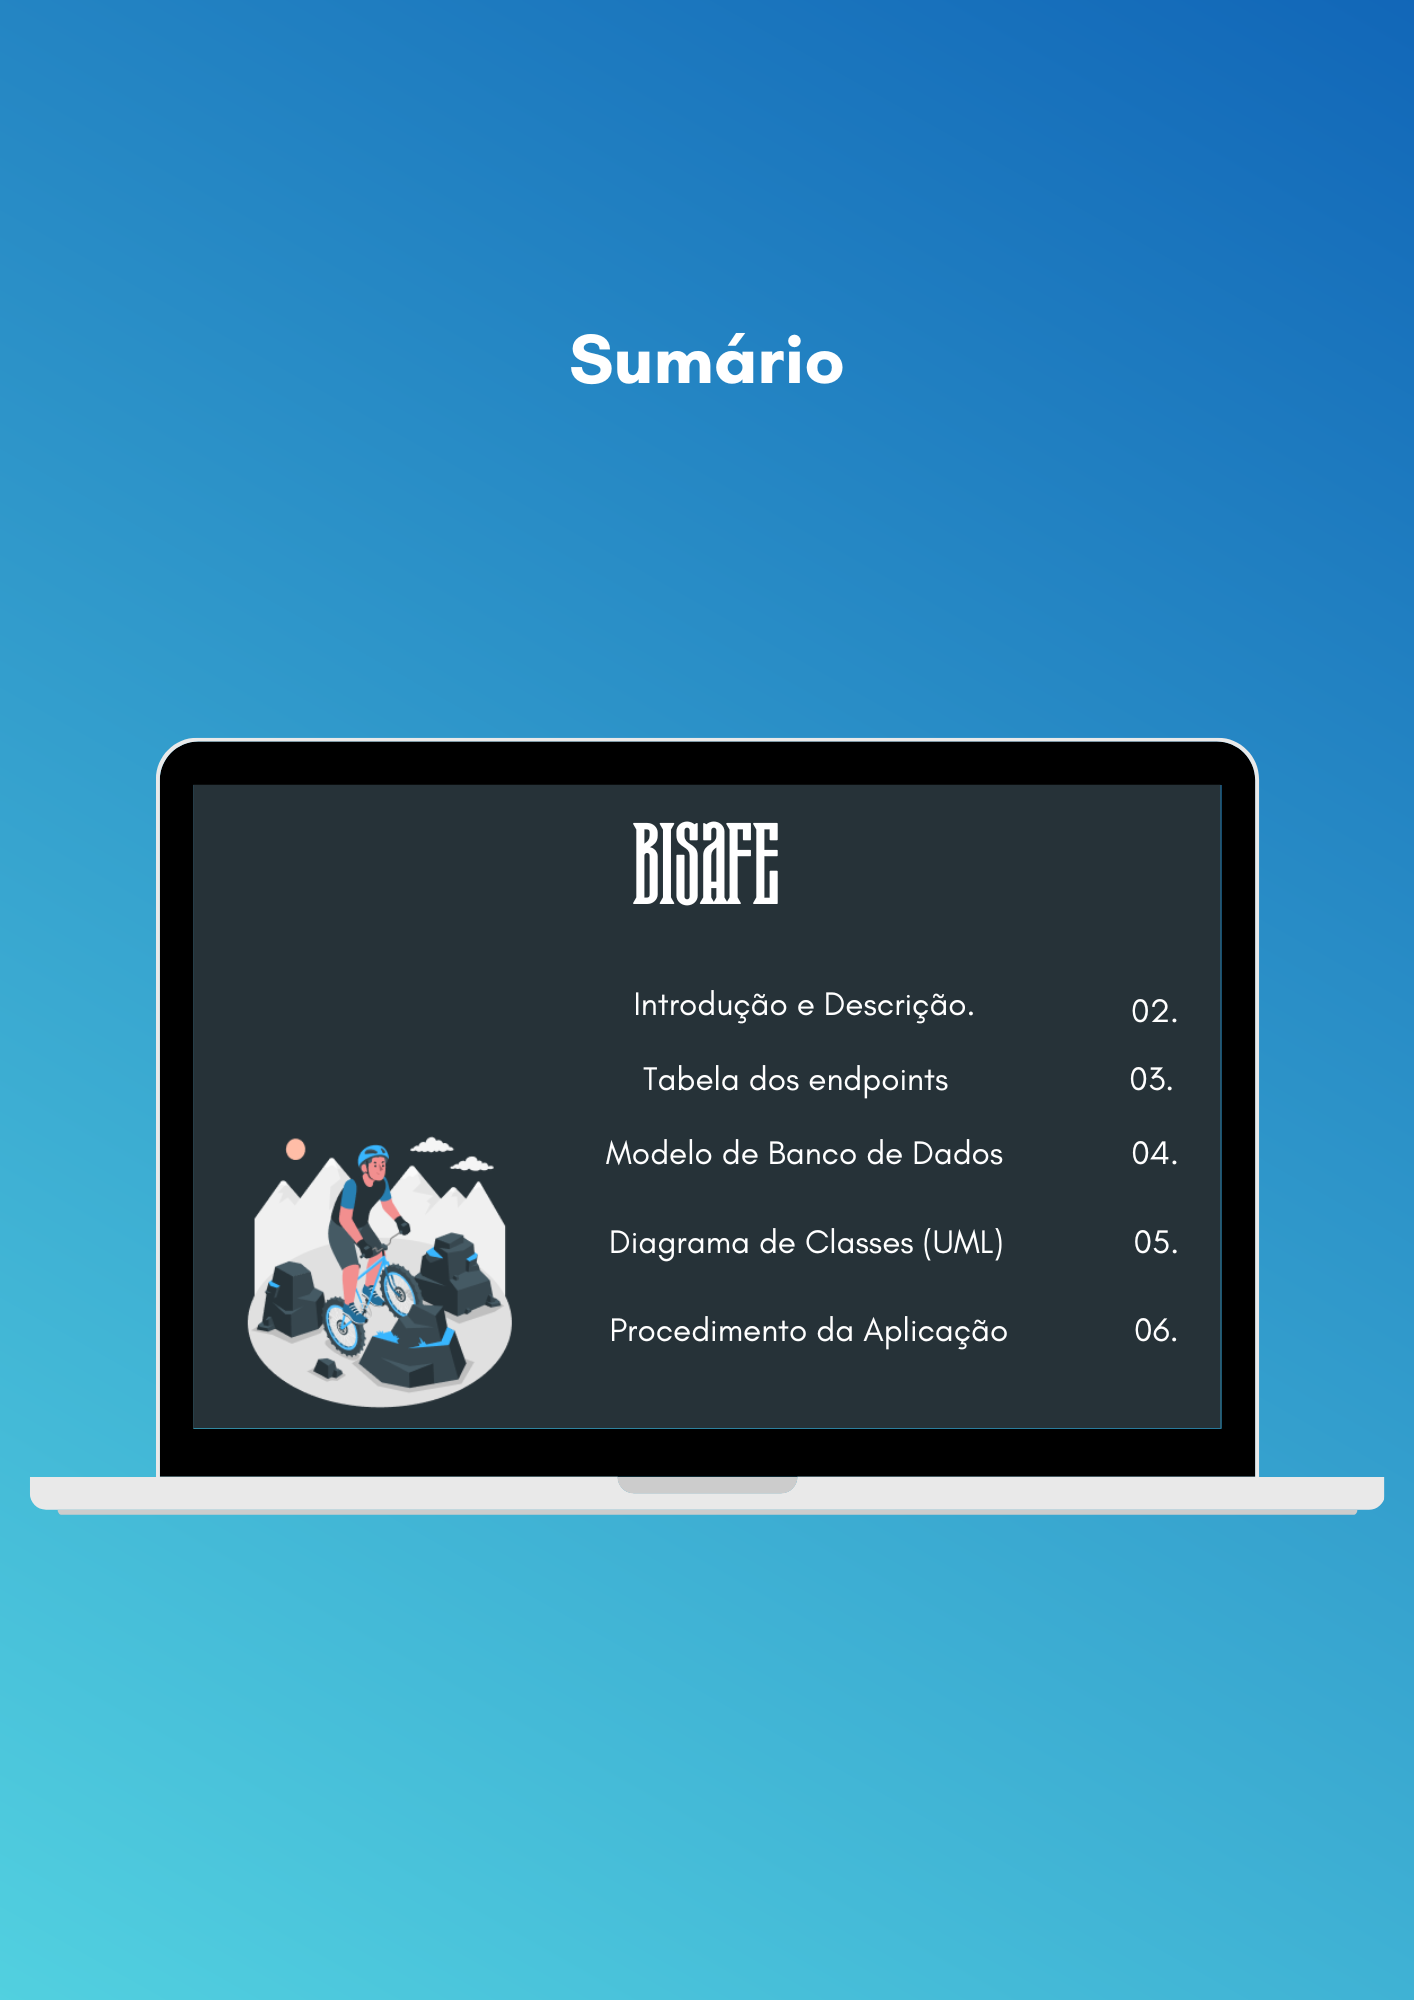 Sumário
BISAFE
Introdução e Descrição. 02.
Tabela dos endpoints 03.
Modelo de Banco de Dados 04.
Diagrama de Classes (UML) 05.
Procedimento da Aplicação 06.